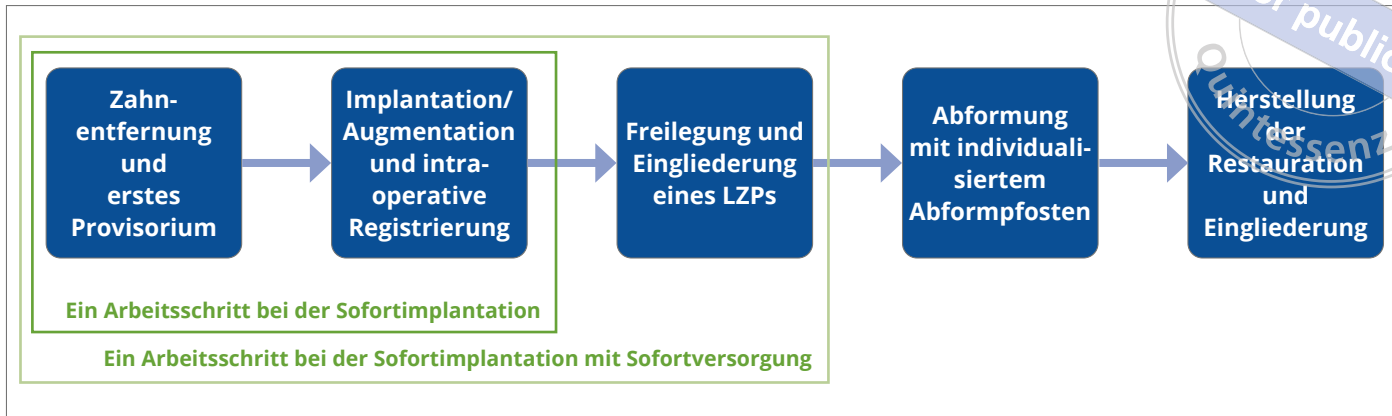 Zahn-
entfernung
und
erstes
Provisorium
Implantation/
Augmentation
und intra-
operative
Registrierung
Freilegung und
Eingliederung
eines LZPs
Abformung
mit individuali-
siertem
Abformpfosten
Herstellung
der
Restauration
und
Eingliederung
Ein Arbeitsschritt bei der Sofortimplantation
Ein Arbeitsschritt bei der Sofortimplantation mit Sofortversorgung
Quintessenz